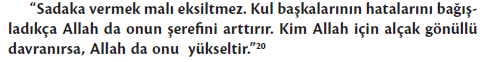 “Sadaka vermek malı eksiltmez. Kul başkalarının hatalarını bağış-
ladıkça Allah da onun şerefini arttırır. Kim Allah için alçak gönüllü
davranırsa, Allah da onu yükseltir.”²⁰